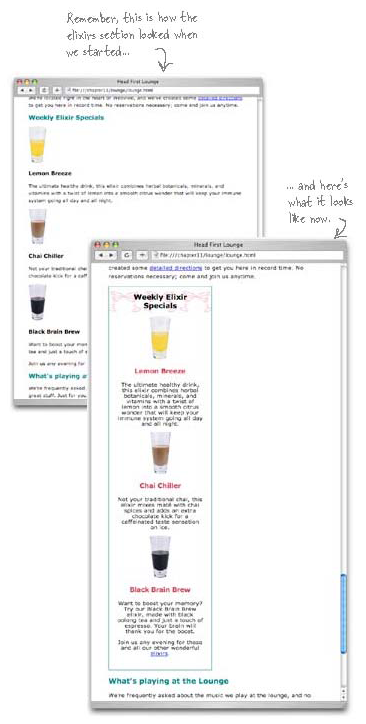 Remember, this is how the
elixirs section looked when
we started...
Head First Lounge
file:///chapter11/lounge/lounge.html
We're located right in the heart of Webville, and we've created some detailed directions
to get you here in record time. No reservations necessary; come and join us anytime.
Weekly Elixir Specials
Lemon Breeze
The ultimate healthy drink, this elixir combines herbal botanicals, minerals, and
vitamins with a twist of lemon into a smooth citrus wonder that will keep your immune
system going all day and all night.
Chai Chiller
Not your traditional chai,
chocolate kick for a caff
Black Brain Brew
Want to boost your mem
tea and just a touch of e
Join us any evening for
What's playing at
We're frequently asked
great stuff. Just for you
... and here's
what it looks
like now.
Head First Lounge
file:///chapter11/lounge/lounge.html
created some detailed directions to get you here in record time. No
reservations necessary; come and join us anytime.
Weekly Elixir
Specials
Lemon Breeze
The ultimate healthy drink,
this elixir combines herbal
botanicals, minerals, and
vitamins with a twist of
lemon into a smooth citrus
wonder that will keep your
immune system going all day
and all night.
Chai Chiller
Not your traditional chai, this
elixir mixes maté with chai
spices and adds an extra
chocolate kick for a
caffeinated taste sensation
on ice.
Black Brain Brew
Want to boost your memory?
Try our Black Brain Brew
elixir, made with black
oolong tea and just a touch of
espresso. Your brain will
thank you for the boost.
Join us any evening for these
and all our other wonderful
elixirs.
What's playing at the Lounge
We're frequently asked about the music we play at the lounge, and no